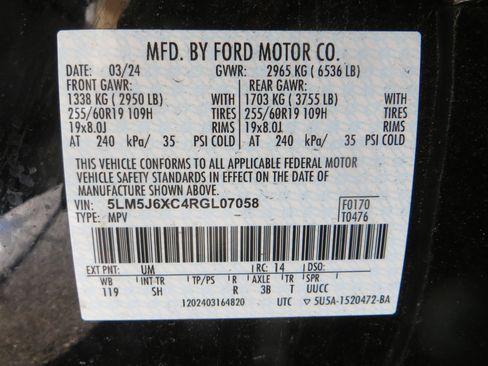 MFD. BY FORD MOTOR CO.
DATE: 03/24 GVWR: 2965 KG ( 6536 LB)
FRONT GAWR: REAR GAWR:
1338 KG ( 2950 LB) WITH 1703 KG ( 3755 LB) WITH
255/60R19 109H TIRES 255/60R19 109H TIRES
19x8.0J RIMS 19x8.0J RIMS
AT 240 kPa/ 35 PSI COLD AT 240 kPa/ 35 PSI COLD
THIS VEHICLE CONFORMS TO ALL APPLICABLE FEDERAL MOTOR
VEHICLE SAFETY STANDARDS IN EFFECT ON THE DATE OF
MANUFACTURE SHOWN ABOVE.
VIN: 5LM5J6XC4RGL07058 F0170
TYPE: MPV T0476
EXT PNT: UM RC: 14 DSO:
WB INT TR TP/PS R AXLE TR SPR
119 SH R 3B T UUCC
1202403164820 UTC ▽5U5A-1520472-BA